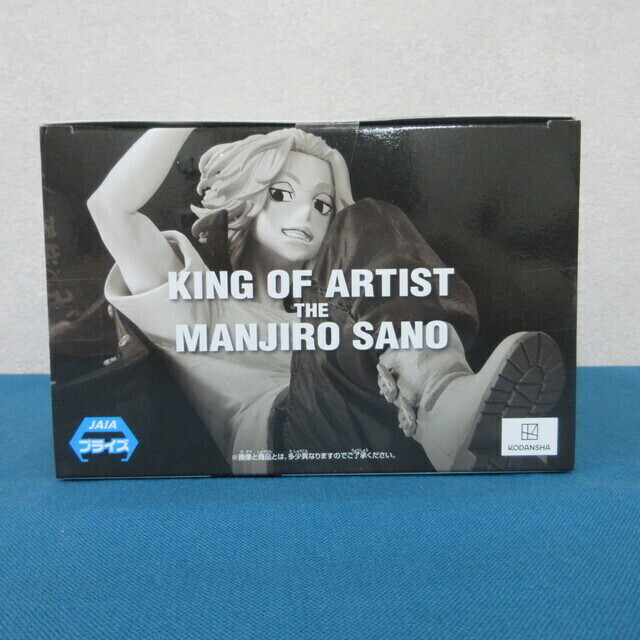 KING OF ARTIST
THE
MANJIRO SANO
JAIA
プライズ
※画像と商品とは、多少異なりますのでご了承ください。
KODANSHA